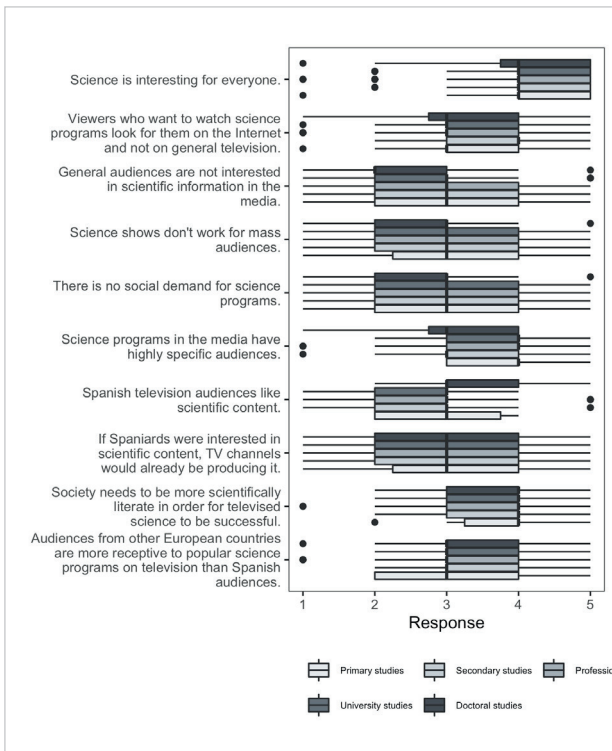 Science is interesting for everyone.
Viewers who want to watch science
programs look for them on the Internet
and not on general television.
General audiences are not interested
in scientific information in the
media.
Science shows don't work for mass
audiences.
There is no social demand for science
programs.
Science programs in the media have
highly specific audiences.
Spanish television audiences like
scientific content.
If Spaniards were interested in
scientific content, TV channels
would already be producing it.
Society needs to be more scientifically
literate in order for televised
science to be successful.
Audiences from other European countries
are more receptive to popular science
programs on television than Spanish
audiences.
1 2 3 4 5
Response
Primary studies Secondary studies Professio
University studies Doctoral studies